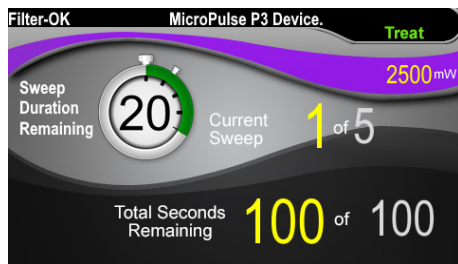 Filter-OK MicroPulse P3 Device.
Treat
2500mW
Sweep
Duration
Remaining
20
Current
Sweep
1 of 5
Total Seconds
Remaining
100 of 100